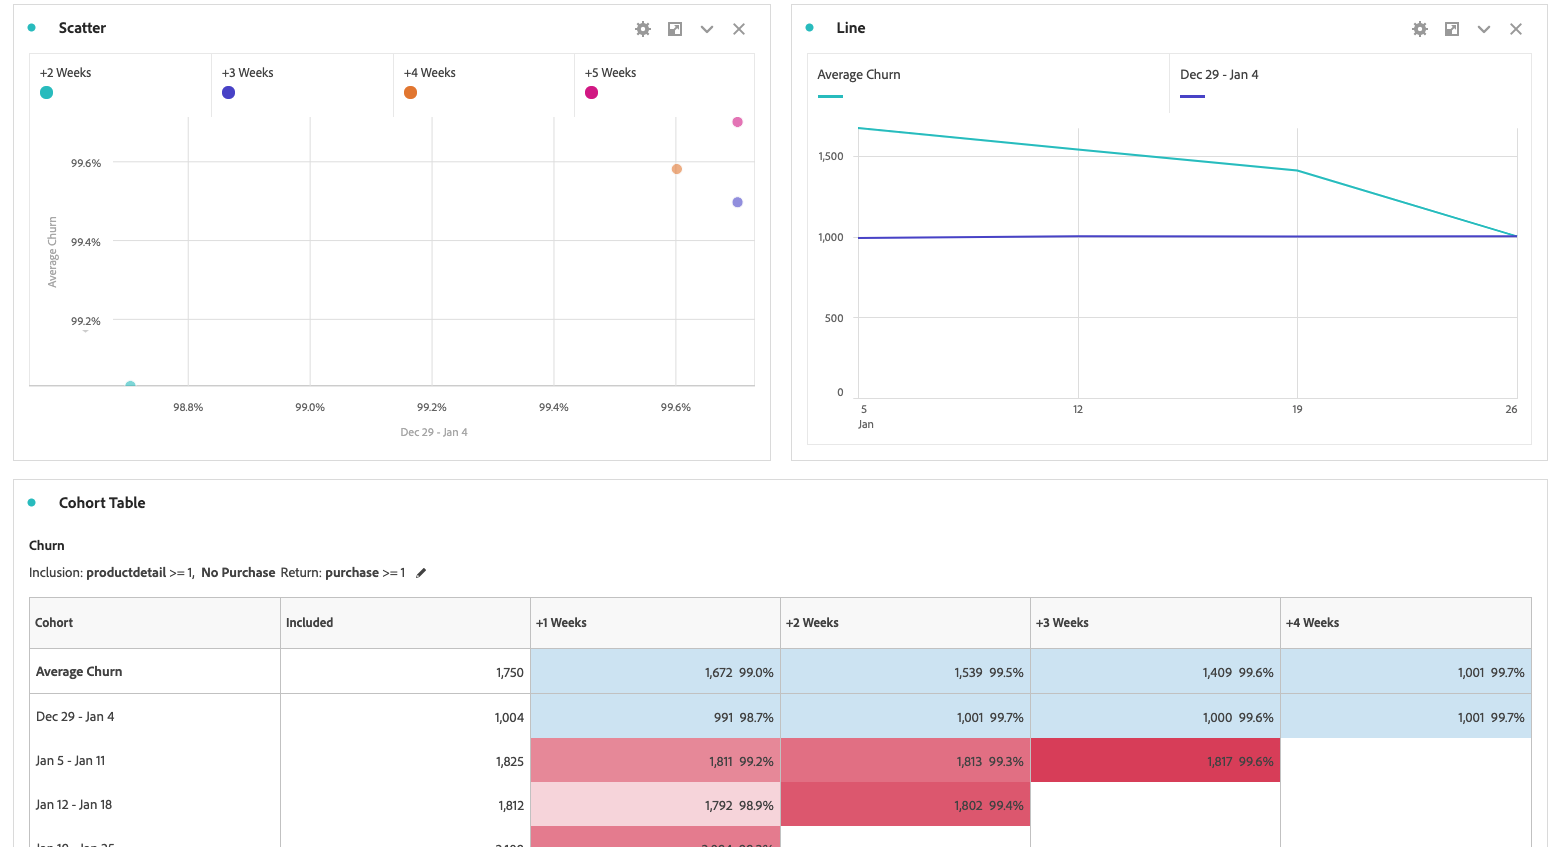 Scatter
+2 Weeks +3 Weeks +4 Weeks +5 Weeks
99.6%
99.4%
99.2%
Average Churn
98.8% 99.0% 99.2% 99.4% 99.6%
Dec 29 - Jan 4
Line
Average Churn Dec 29 - Jan 4
1,500
1,000
500
0
5 12 19 26
Jan
Cohort Table
Churn
Inclusion: productdetail >= 1, No Purchase Return: purchase >= 1
Cohort Included +1 Weeks +2 Weeks +3 Weeks +4 Weeks
Average Churn 1,750 1,672 99.0% 1,539 99.5% 1,409 99.6% 1,001 99.7%
Dec 29 - Jan 4 1,004 991 98.7% 1,001 99.7% 1,000 99.6% 1,001 99.7%
Jan 5 - Jan 11 1,825 1,811 99.2% 1,813 99.3% 1,817 99.6%
Jan 12 - Jan 18 1,812 1,792 98.9% 1,802 99.4%